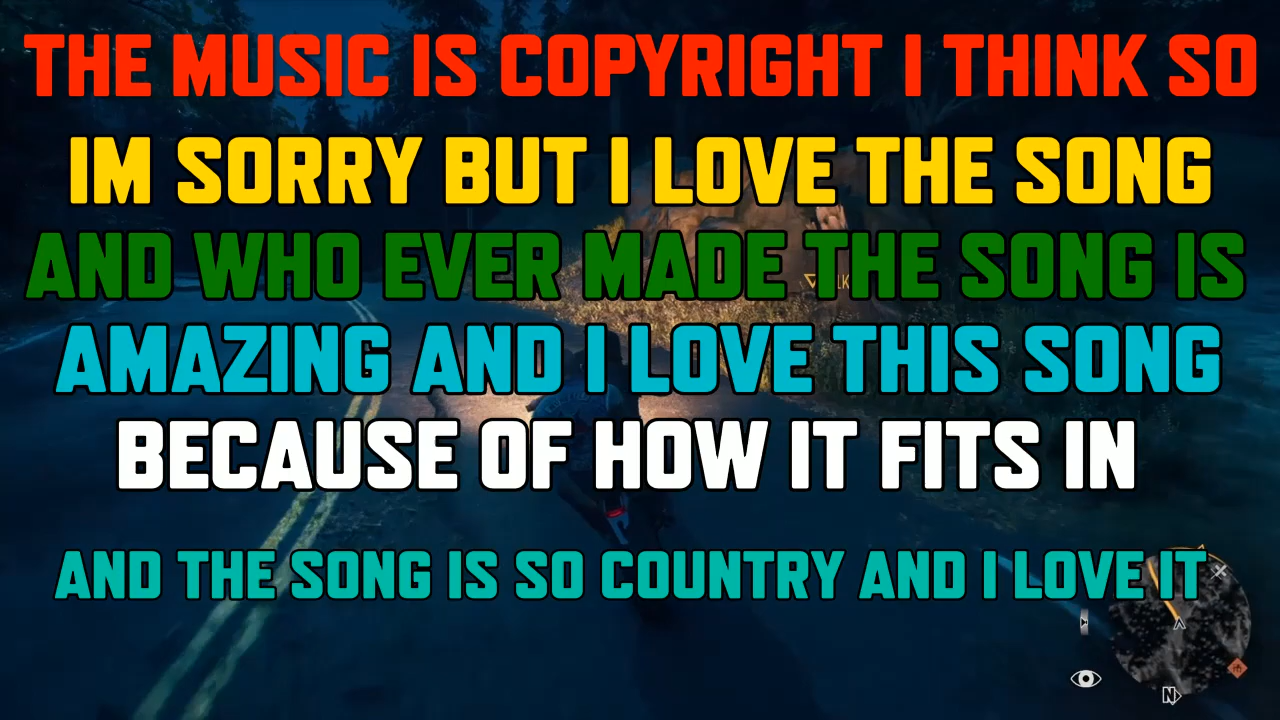 THE MUSIC IS COPYRIGHT I THINK SO
IM SORRY BUT I LOVE THE SONG
AND WHO EVER MADE THE SONG IS
AMAZING AND I LOVE THIS SONG
BECAUSE OF HOW IT FITS IN
AND THE SONG IS SO COUNTRY AND I LOVE IT
N